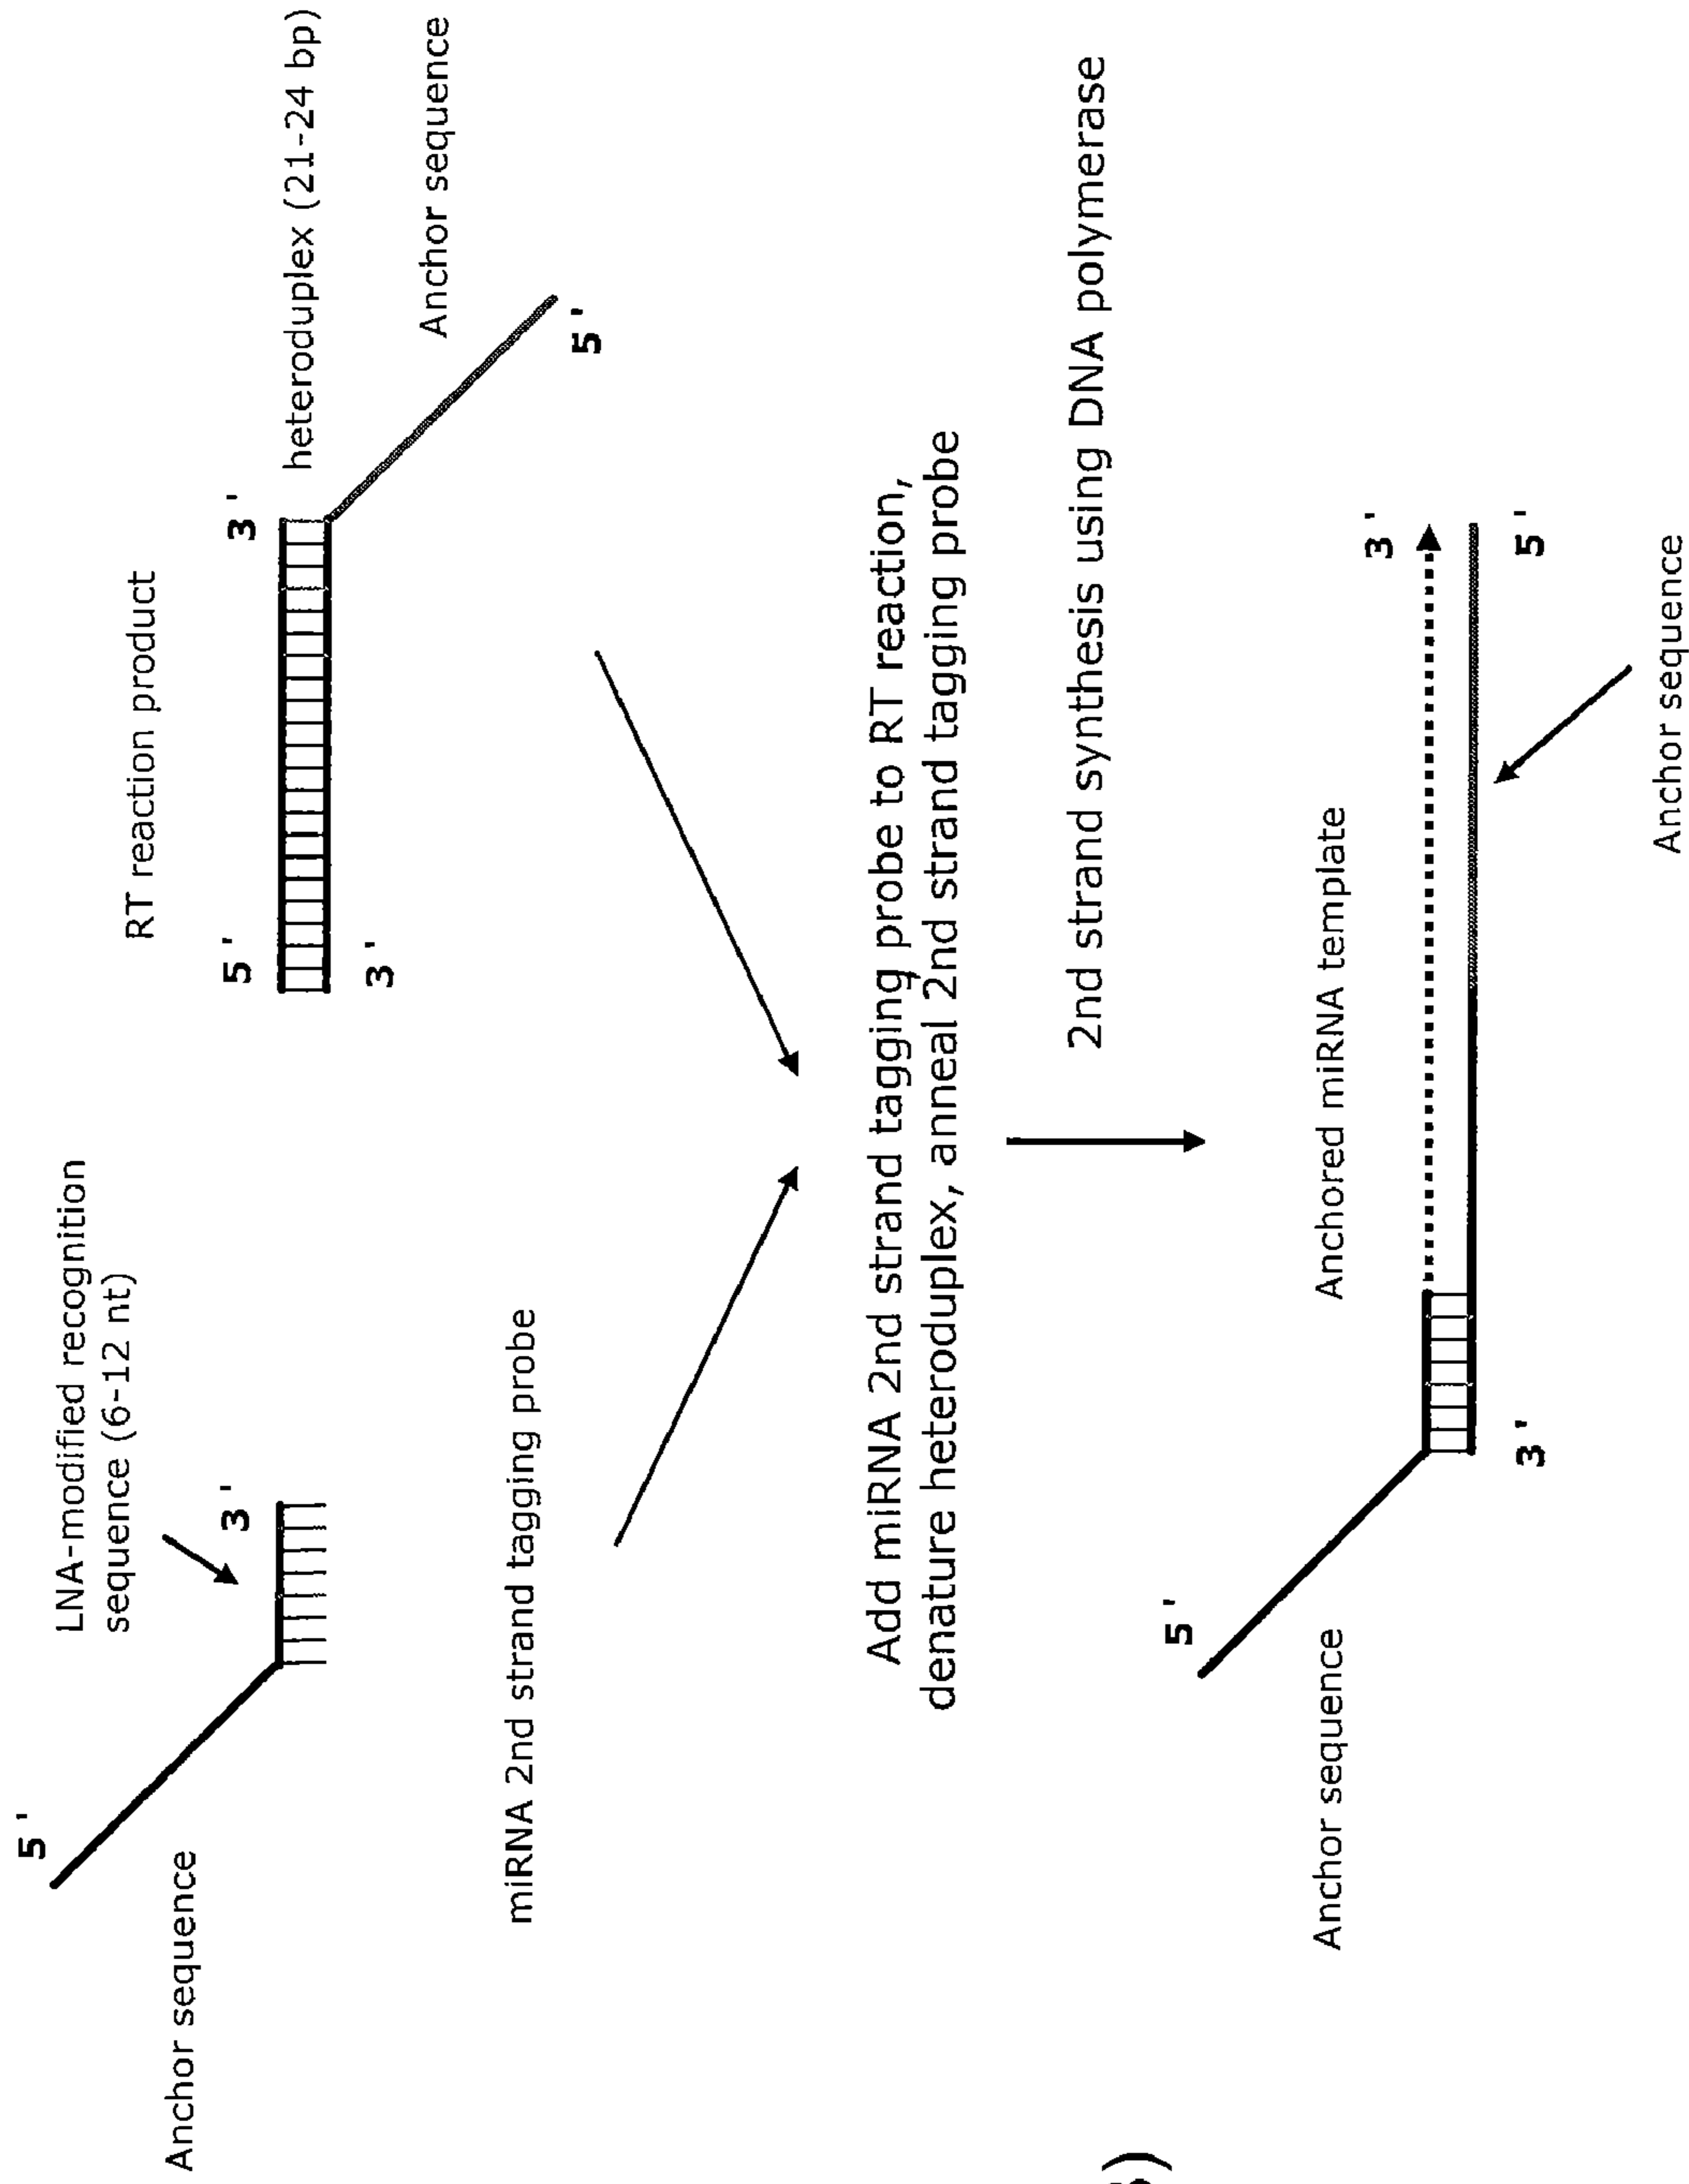 5'
Anchor sequence
LNA-modified recognition
sequence (6-12 nt)
3'
miRNA 2nd strand tagging probe
RT reaction product
5'
3'
3'
heteroduplex (21-24 bp)
Anchor sequence
5'
Add miRNA 2nd strand tagging probe to RT reaction,
denature heteroduplex, anneal 2nd strand tagging probe
2nd strand synthesis using DNA polymerase
5'
Anchor sequence
Anchored miRNA template
3'
3'
5'
Anchor sequence
)